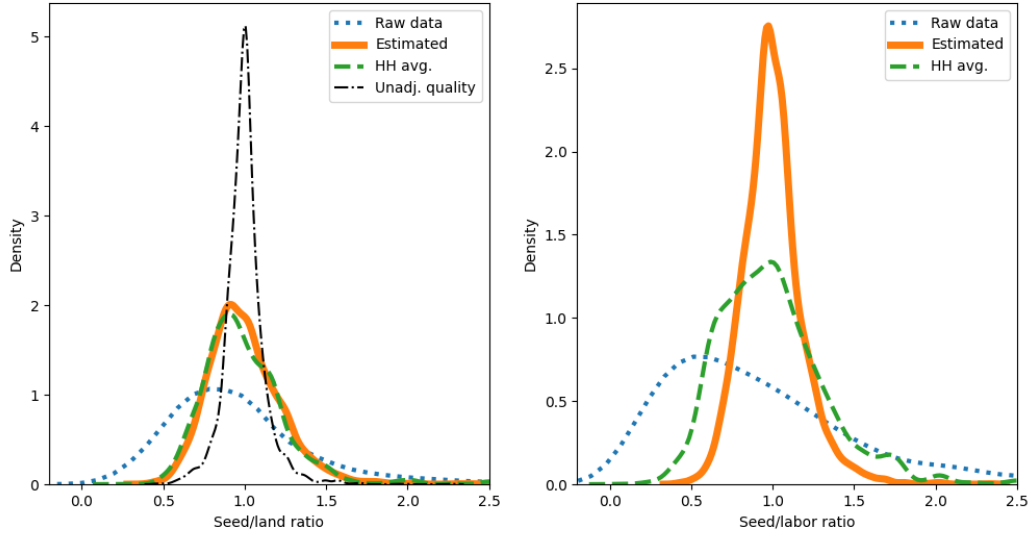 Raw data
Estimated
HH avg.
Unadj. quality
5
4
3
2
1
0
Density
0.0 0.5 1.0 1.5 2.0 2.5
Seed/land ratio
Raw data
Estimated
HH avg.
2.5
2.0
1.5
1.0
0.5
0.0
Density
0.0 0.5 1.0 1.5 2.0 2.5
Seed/labor ratio